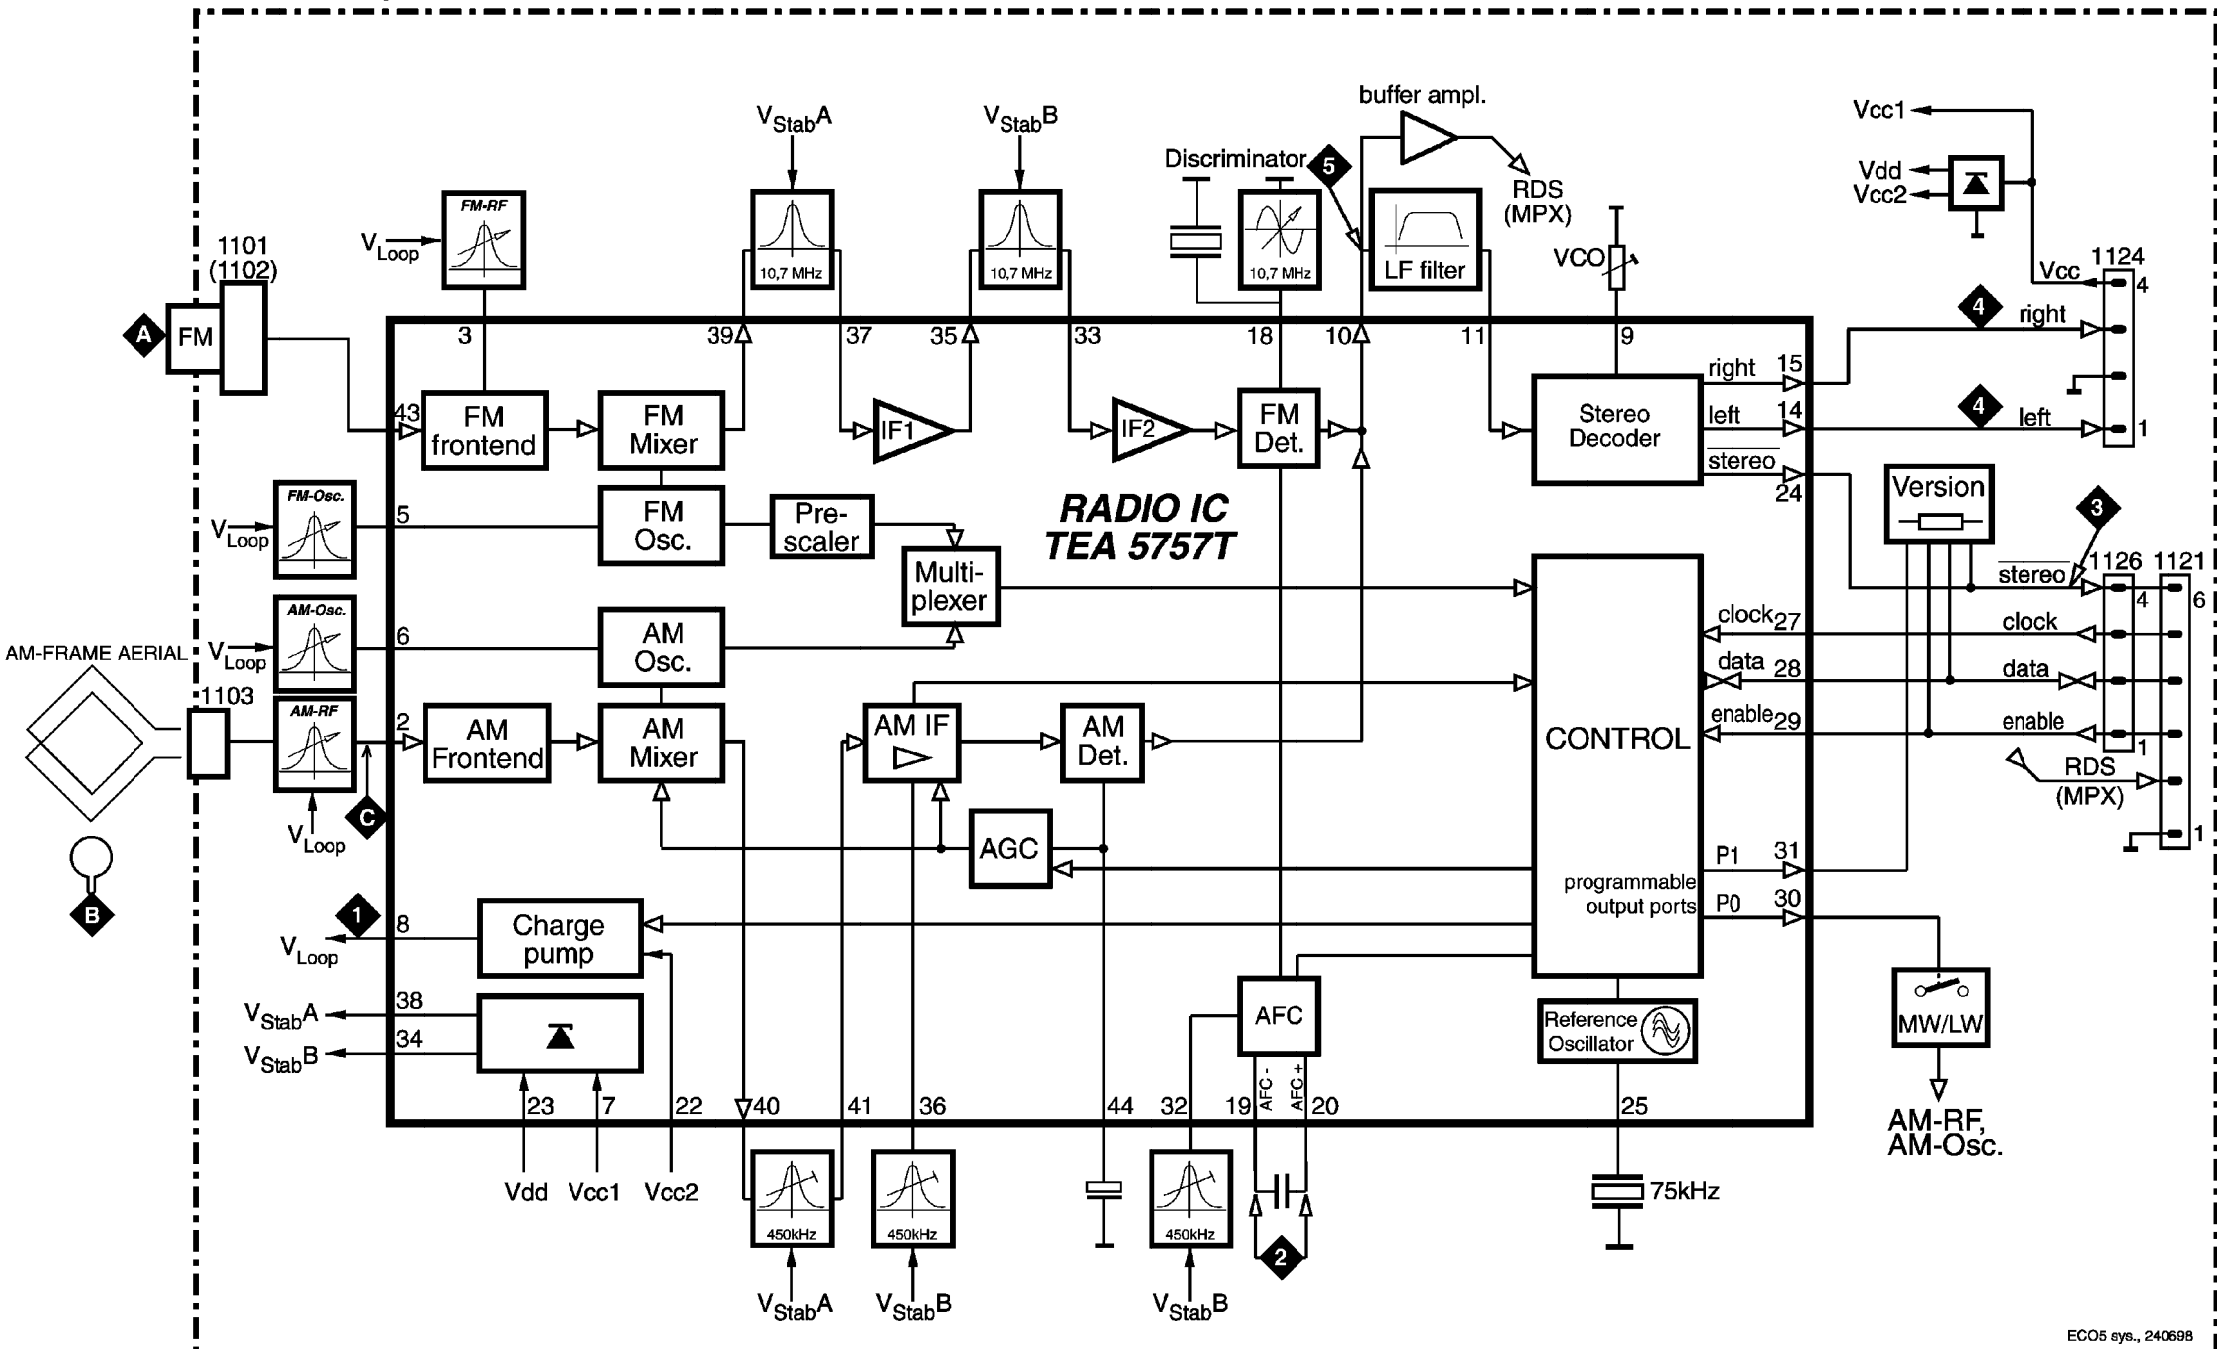 buffer ampl.
Vcc1
VStabA
VStabB
Discriminator
5
RDS
(MPX)
Vdd
Vcc2
FM-RF
VLoop
10,7 MHz
10,7 MHz
10,7 MHz
LF filter
VCO
1101
(1102)
1124
Vcc
4
4
right
A
FM
3
39
37
35
33
18
10
11
9
right
15
43
FM
frontend
FM
Mixer
IF1
IF2
FM
Det.
Stereo
Decoder
left
14
4
left
1
stereo
24
FM-Osc.
VLoop
5
FM
Osc.
Pre-
scaler
RADIO IC
TEA 5757T
Version
3
Multi-
plexer
stereo
1126
1121
4
6
AM-Osc.
VLoop
6
AM
Osc.
clock
27
clock
AM-FRAME AERIAL
data
28
data
1103
AM-RF
2
AM
Frontend
AM
Mixer
AM IF
AM
Det.
CONTROL
enable
29
enable
1
RDS
(MPX)
1
C
VLoop
AGC
B
programmable
output ports
P1
31
P0
30
1
VLoop
8
Charge
pump
VStabA
38
VStabB
34
AFC
Reference
Oscillator
MW/LW
AFC -
AFC +
23
7
22
40
41
36
44
32
19
20
25
AM-RF,
AM-Osc.
Vdd
Vcc1
Vcc2
450kHz
450kHz
450kHz
75kHz
2
VStabA
VStabB
VStabB
ECO5 sys., 240698